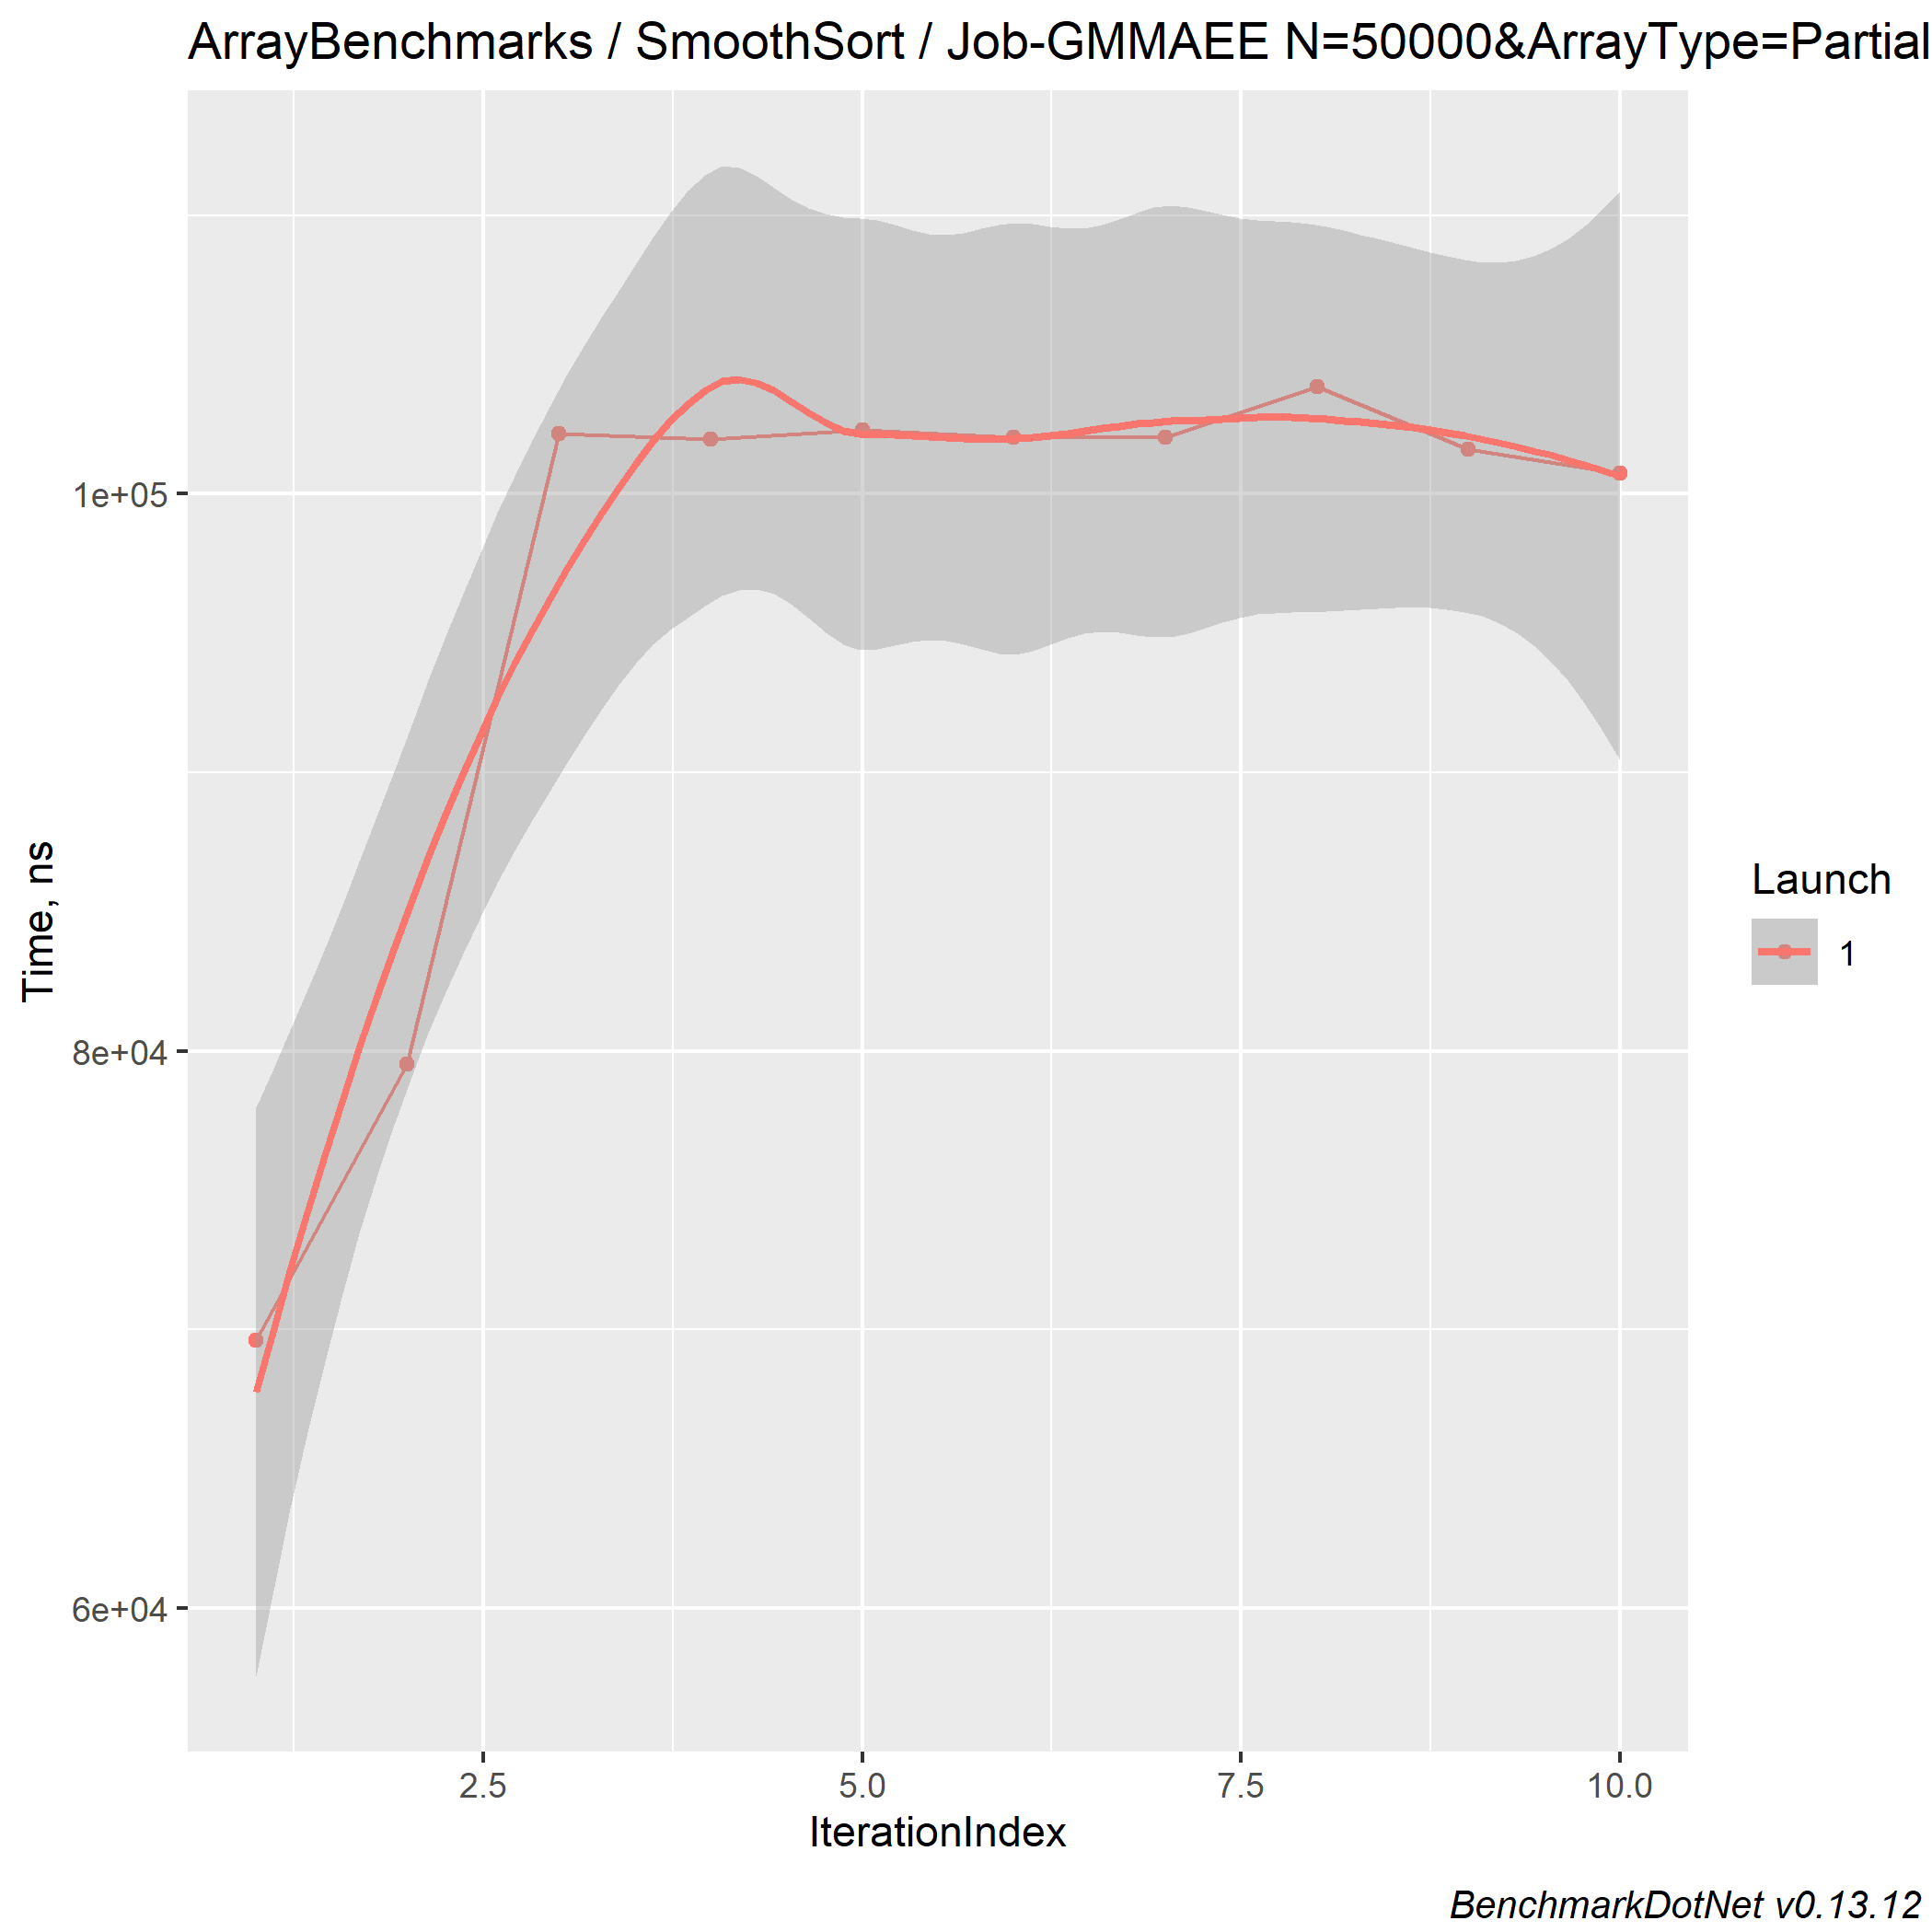 ArrayBenchmarks / SmoothSort / Job-GMMAEE N=50000&ArrayType=Partial
1e+05
8e+04
6e+04
Time, ns
2.5 5.0 7.5 10.0
IterationIndex
Launch
1
BenchmarkDotNet v0.13.12